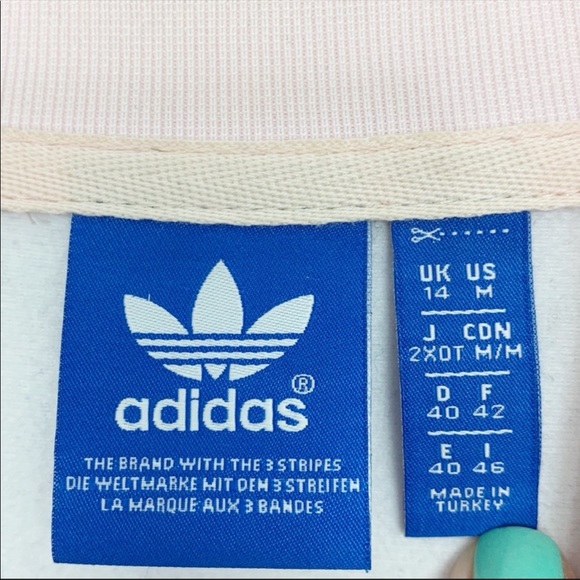 adidas®
THE BRAND WITH THE 3 STRIPES
DIE WELTMARKE MIT DEN 3 STREIFEN
LA MARQUE AUX 3 BANDES
UK US
14 M
J CDN
2XOT M/M
D F
40 42
E I
40 46
MADE IN
TURKEY